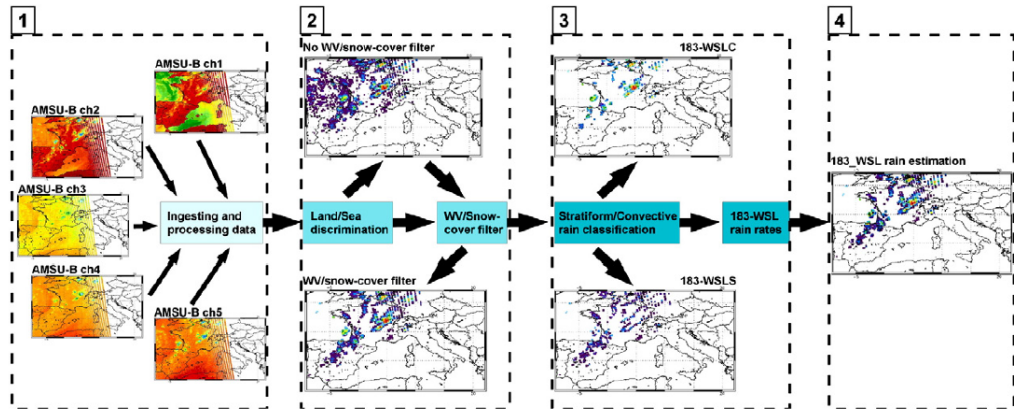 1
AMSU-B ch1
AMSU-B ch2
AMSU-B ch3
AMSU-B ch4
AMSU-B ch5
Ingesting and
processing data
2
No WV/snow-cover filter
Land/Sea
discrimination
WV/Snow-
cover filter
WV/snow-cover filter
3
183-WSLC
Stratiform/Convective
rain classification
183-WSL
rain rates
183-WSLS
4
183_WSL rain estimation